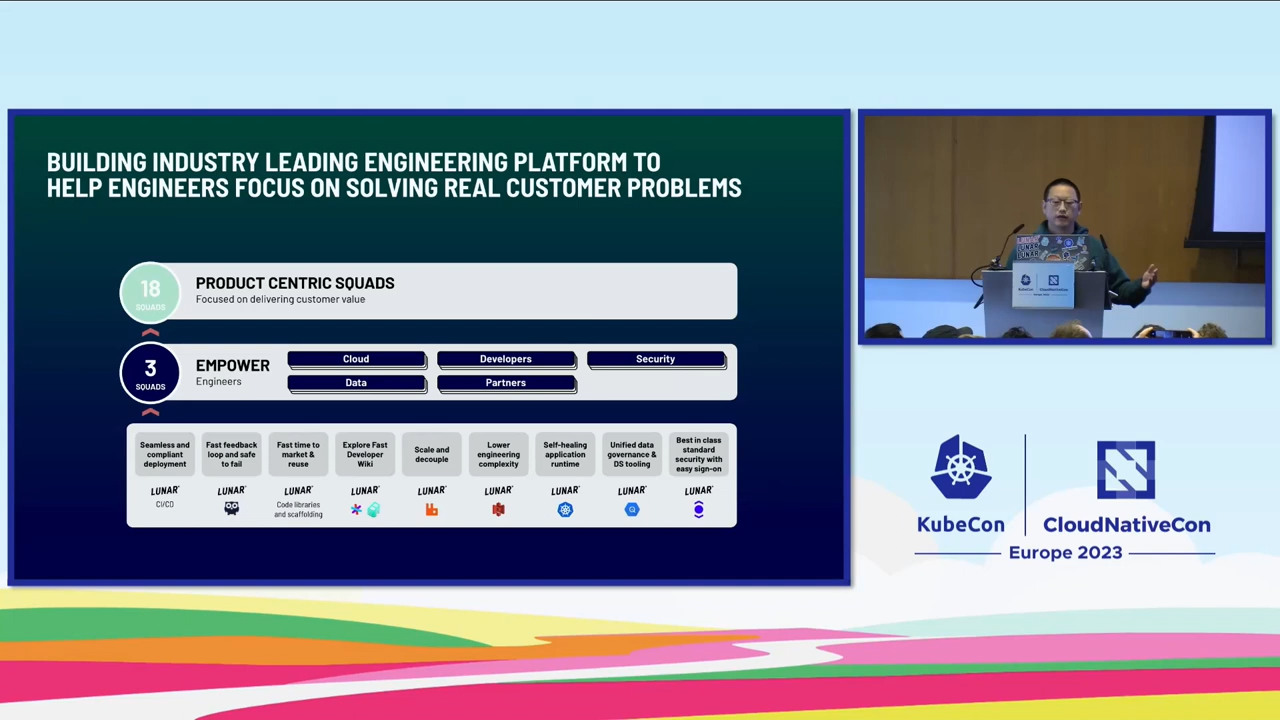 BUILDING INDUSTRY LEADING ENGINEERING PLATFORM TO
HELP ENGINEERS FOCUS ON SOLVING REAL CUSTOMER PROBLEMS
18
SQUADS
PRODUCT CENTRIC SQUADS
Focused on delivering customer value
3
SQUADS
EMPOWER
Engineers
Cloud
Developers
Security
Data
Partners
Seamless and
compliant
deployment
LUNAR
CI/CD
Fast feedback
loop and safe
to fail
LUNAR
Fast time to
market &
reuse
LUNAR
Code libraries
and scaffolding
Explore Fast
Developer
Wiki
LUNAR
Scale and
decouple
LUNAR
Lower
engineering
complexity
LUNAR
Self-healing
application
runtime
LUNAR
Unified data
governance &
DS tooling
LUNAR
Best in class
standard
security with
easy sign-on
LUNAR
LUNAR
LUNAR
LUNAR
KubeCon
CloudNativeCon
KubeCon
CloudNativeCon
Europe 2023